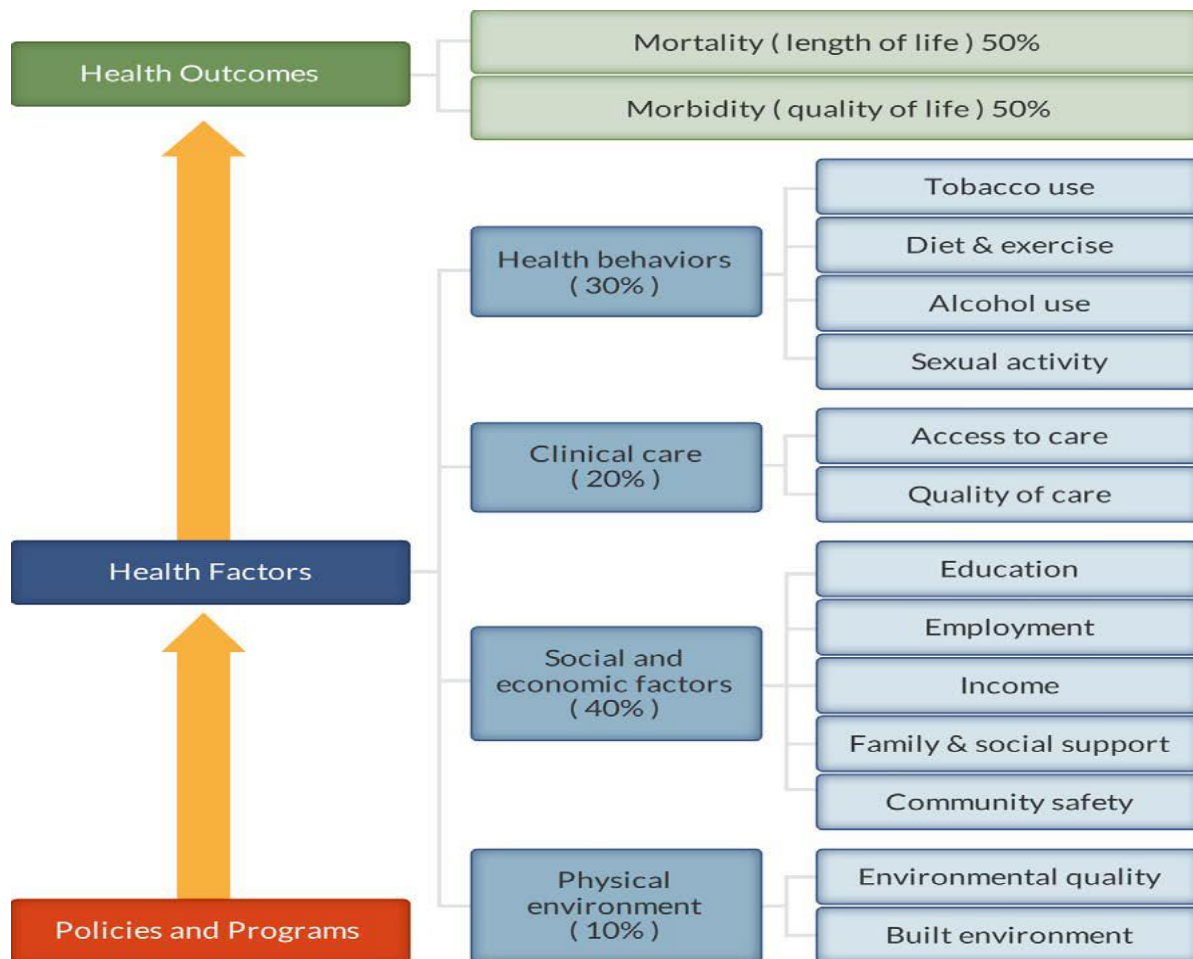 Health Outcomes
Mortality ( length of life ) 50%
Morbidity ( quality of life ) 50%
Health Factors
Health behaviors
( 30% )
Tobacco use
Diet & exercise
Alcohol use
Sexual activity
Clinical care
( 20% )
Access to care
Quality of care
Social and
economic factors
( 40% )
Education
Employment
Income
Family & social support
Community safety
Physical
environment
( 10% )
Environmental quality
Built environment
Policies and Programs